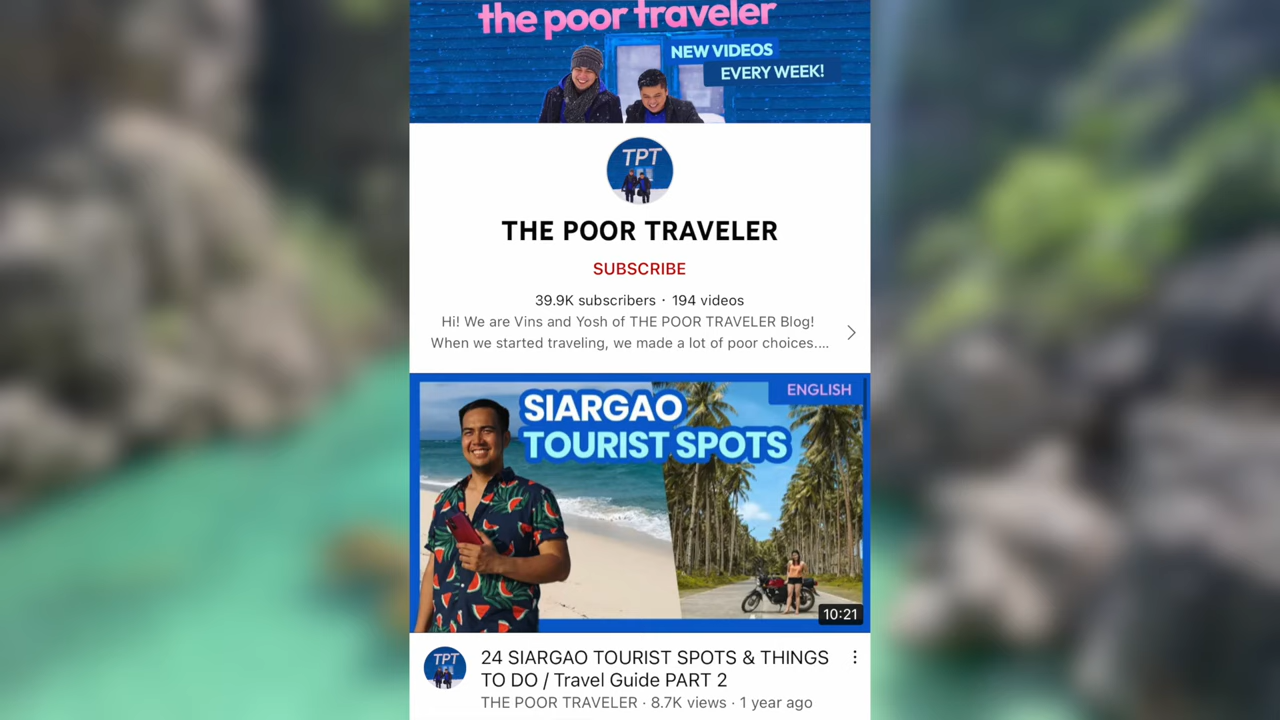 the poor traveler
NEW VIDEOS
EVERY WEEK!
TPT
THE POOR TRAVELER
SUBSCRIBE
39.9K subscribers · 194 videos
Hi! We are Vins and Yosh of THE POOR TRAVELER Blog!
When we started traveling, we made a lot of poor choices....
ENGLISH
SIARGAO
TOURIST SPOTS
10:21
TPT
24 SIARGAO TOURIST SPOTS & THINGS
TO DO / Travel Guide PART 2
THE POOR TRAVELER · 8.7K views · 1 year ago